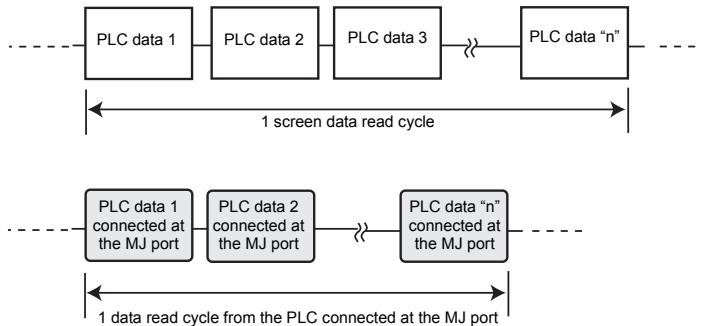 PLC data 1
PLC data 2
PLC data 3
PLC data “n”
1 screen data read cycle
PLC data 1
connected at
the MJ port
PLC data 2
connected at
the MJ port
PLC data “n”
connected at
the MJ port
1 data read cycle from the PLC connected at the MJ port